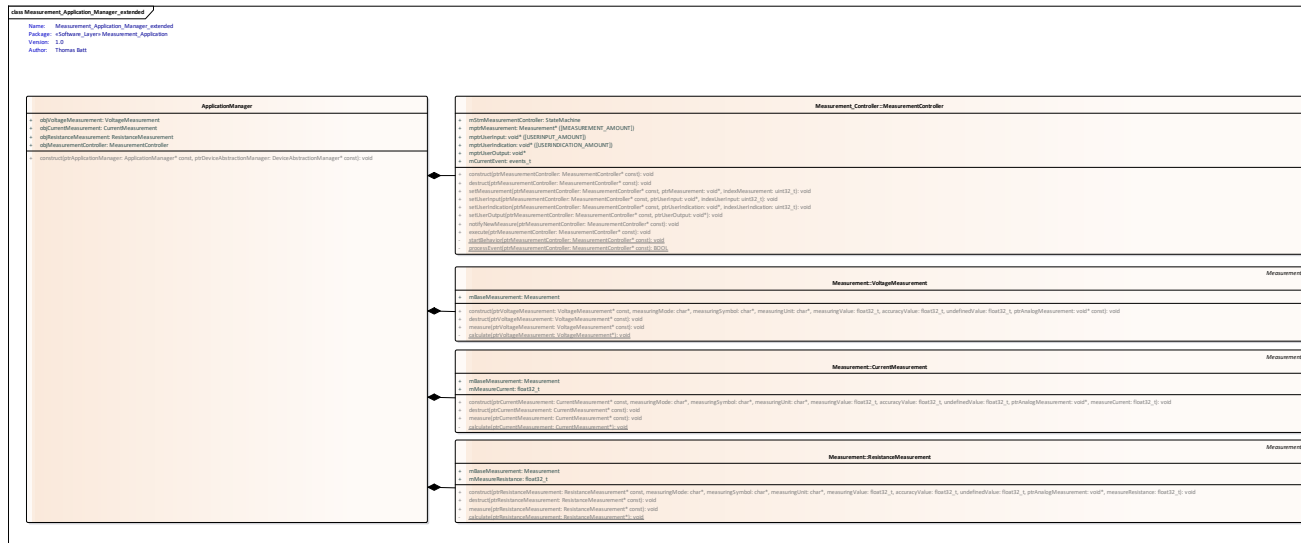 class Measurement_Application_Manager_extended
Name: Measurement_Application_Manager_extended
Package: «Software_Layer» Measurement_Application
Version: 1.0
Author: Thomas Batt
ApplicationManager
+ objVoltageMeasurement: VoltageMeasurement
+ objCurrentMeasurement: CurrentMeasurement
+ objResistanceMeasurement: ResistanceMeasurement
+ objMeasurementController: MeasurementController
+ construct(ptrApplicationManager: ApplicationManager* const, ptrDeviceAbstractionManager: DeviceAbstractionManager* const): void
Measurement_Controller::MeasurementController
+ mStmMeasurementController: StateMachine
+ mptrMeasurement: Measurement* ([MEASUREMENT_AMOUNT])
+ mptrUserInput: void* ([USERINPUT_AMOUNT])
+ mptrUserIndication: void* ([USERINDICATION_AMOUNT])
+ mptrUserOutput: void*
+ mCurrentEvent: events_t
+ construct(ptrMeasurementController: MeasurementController* const): void
+ destruct(ptrMeasurementController: MeasurementController* const): void
+ setMeasurement(ptrMeasurementController: MeasurementController* const, ptrMeasurement: void*, indexMeasurement: uint32_t): void
+ setUserInput(ptrMeasurementController: MeasurementController* const, ptrUserInput: void*, indexUserInput: uint32_t): void
+ setUserIndication(ptrMeasurementController: MeasurementController* const, ptrUserIndication: void*, indexUserIndication: uint32_t): void
+ setUserOutput(ptrMeasurementController: MeasurementController* const, ptrUserOutput: void*): void
+ notifyNewMeasure(ptrMeasurementController: MeasurementController* const): void
+ execute(ptrMeasurementController: MeasurementController* const): void
- startBehavior(ptrMeasurementController: MeasurementController* const): void
- processEvent(ptrMeasurementController: MeasurementController* const): BOOL
Measurement
Measurement::VoltageMeasurement
+ mBaseMeasurement: Measurement
+ construct(ptrVoltageMeasurement: VoltageMeasurement* const, measuringMode: char*, measuringSymbol: char*, measuringUnit: char*, measuringValue: float32_t, accuracyValue: float32_t, undefinedValue: float32_t, ptrAnalogMeasurement: void* const): void
+ destruct(ptrVoltageMeasurement: VoltageMeasurement* const): void
+ measure(ptrVoltageMeasurement: VoltageMeasurement* const): void
- calculate(ptrVoltageMeasurement: VoltageMeasurement*): void
Measurement
Measurement::CurrentMeasurement
+ mBaseMeasurement: Measurement
+ mMeasureCurrent: float32_t
+ construct(ptrCurrentMeasurement: CurrentMeasurement* const, measuringMode: char*, measuringSymbol: char*, measuringUnit: char*, measuringValue: float32_t, accuracyValue: float32_t, undefinedValue: float32_t, ptrAnalogMeasurement: void*, measureCurrent: float32_t): void
+ destruct(ptrCurrentMeasurement: CurrentMeasurement* const): void
+ measure(ptrCurrentMeasurement: CurrentMeasurement* const): void
- calculate(ptrCurrentMeasurement: CurrentMeasurement*): void
Measurement
Measurement::ResistanceMeasurement
+ mBaseMeasurement: Measurement
+ mMeasureResistance: float32_t
+ construct(ptrResistanceMeasurement: ResistanceMeasurement* const, measuringMode: char*, measuringSymbol: char*, measuringUnit: char*, measuringValue: float32_t, accuracyValue: float32_t, undefinedValue: float32_t, ptrAnalogMeasurement: void*, measureResistance: float32_t): void
+ destruct(ptrResistanceMeasurement: ResistanceMeasurement* const): void
+ measure(ptrResistanceMeasurement: ResistanceMeasurement* const): void
- calculate(ptrResistanceMeasurement: ResistanceMeasurement*): void